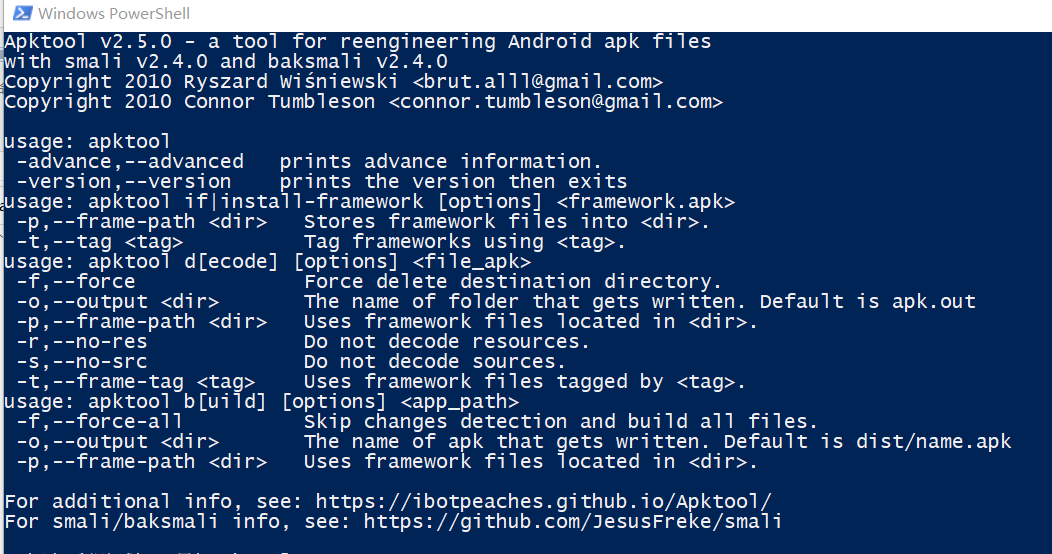 Windows PowerShell
Apktool v2.5.0 - a tool for reengineering Android apk files
with smali v2.4.0 and baksmali v2.4.0
Copyright 2010 Ryszard Wiśniewski <brut.alll@gmail.com>
Copyright 2010 Connor Tumbleson <connor.tumbleson@gmail.com>

usage: apktool
 -advance,--advanced   prints advance information.
 -version,--version    prints the version then exits
usage: apktool if|install-framework [options] <framework.apk>
 -p,--frame-path <dir>   Stores framework files into <dir>.
 -t,--tag <tag>          Tag frameworks using <tag>.
usage: apktool d[ecode] [options] <file_apk>
 -f,--force              Force delete destination directory.
 -o,--output <dir>       The name of folder that gets written. Default is apk.out
 -p,--frame-path <dir>   Uses framework files located in <dir>.
 -r,--no-res             Do not decode resources.
 -s,--no-src             Do not decode sources.
 -t,--frame-tag <tag>    Uses framework files tagged by <tag>.
usage: apktool b[uild] [options] <app_path>
 -f,--force-all          Skip changes detection and build all files.
 -o,--output <dir>       The name of apk that gets written. Default is dist/name.apk
 -p,--frame-path <dir>   Uses framework files located in <dir>.

For additional info, see: https://ibotpeaches.github.io/Apktool/
For smali/baksmali info, see: https://github.com/JesusFreke/smali